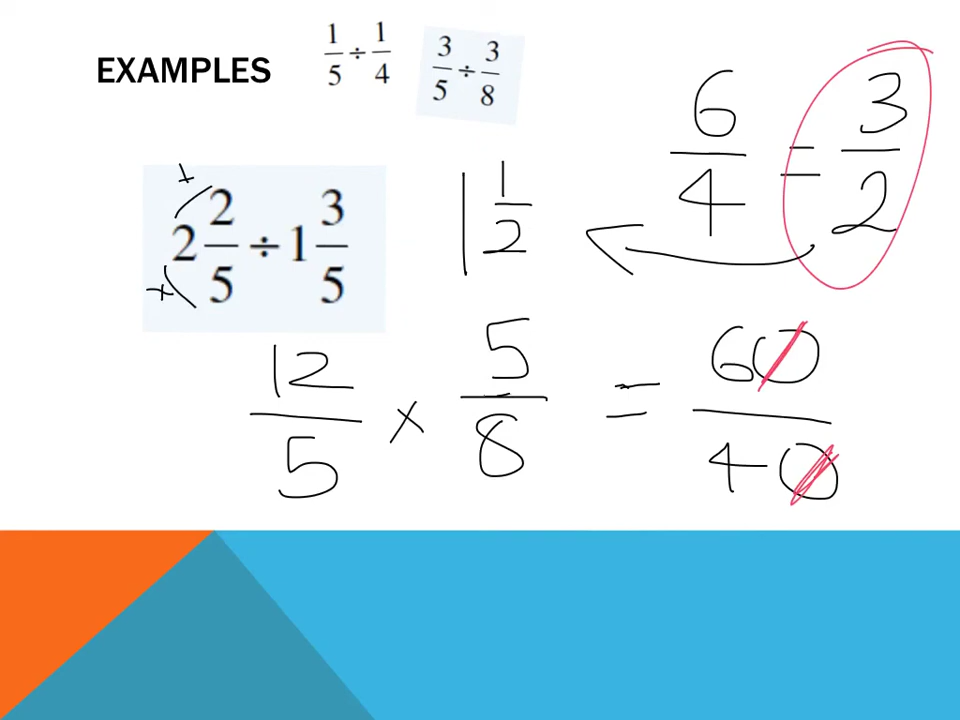 EXAMPLES
1/5 ÷ 1/4
3/5 ÷ 3/8
6/4 = 3/2
+
2 2/5 ÷ 1 3/5
×
1 1/2
12/5 × 5/8 = 60/40